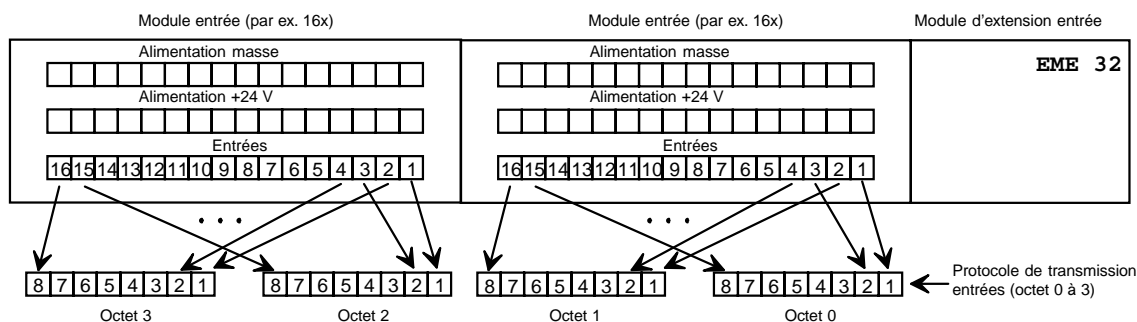 Module entrée (par ex. 16x) Module entrée (par ex. 16x) Module d'extension entrée
Alimentation masse Alimentation masse EME 32
Alimentation +24 V Alimentation +24 V
Entrées Entrées
16 15 14 13 12 11 10 9 8 7 6 5 4 3 2 1 16 15 14 13 12 11 10 9 8 7 6 5 4 3 2 1
. . . . . .
8 7 6 5 4 3 2 1 8 7 6 5 4 3 2 1 8 7 6 5 4 3 2 1 8 7 6 5 4 3 2 1 Protocole de transmission
entrées (octet 0 à 3)
Octet 3 Octet 2 Octet 1 Octet 0